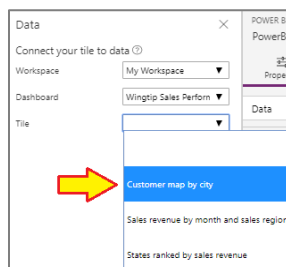 Data
POWER B
Connect your tile to data
PowerB
Workspace My Workspace
Prope
Dashboard Wingtip Sales Perforn
Data
Tile
Customer map by city
Sales revenue by month and sales region
States ranked by sales revenue